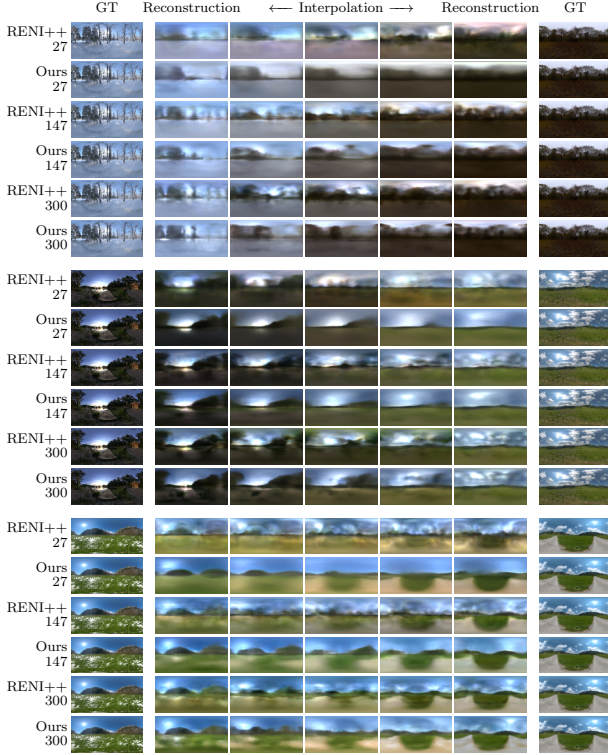 GT Reconstruction ←— Interpolation —→ Reconstruction GT
RENI++
27
Ours
27
RENI++
147
Ours
147
RENI++
300
Ours
300
RENI++
27
Ours
27
RENI++
147
Ours
147
RENI++
300
Ours
300
RENI++
27
Ours
27
RENI++
147
Ours
147
RENI++
300
Ours
300